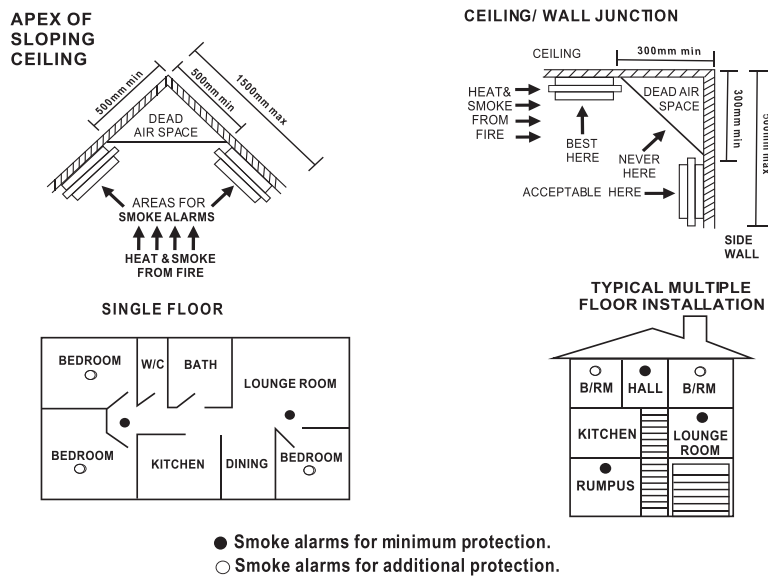 APEX OF
SLOPING
CEILING
500mm min
500mm min
1500mm max
DEAD
AIR SPACE
AREAS FOR
SMOKE ALARMS
HEAT & SMOKE
FROM FIRE
CEILING/ WALL JUNCTION
CEILING
300mm min
HEAT&
SMOKE
FROM
FIRE
DEAD AIR
SPACE
BEST
HERE
NEVER
HERE
ACCEPTABLE HERE
300mm min
max
SIDE
WALL
SINGLE FLOOR
BEDROOM
W/C
BATH
LOUNGE ROOM
BEDROOM
KITCHEN
DINING
BEDROOM
TYPICAL MULTIPLE
FLOOR INSTALLATION
B/RM
HALL
B/RM
KITCHEN
LOUNGE
ROOM
RUMPUS
Smoke alarms for minimum protection.
Smoke alarms for additional protection.